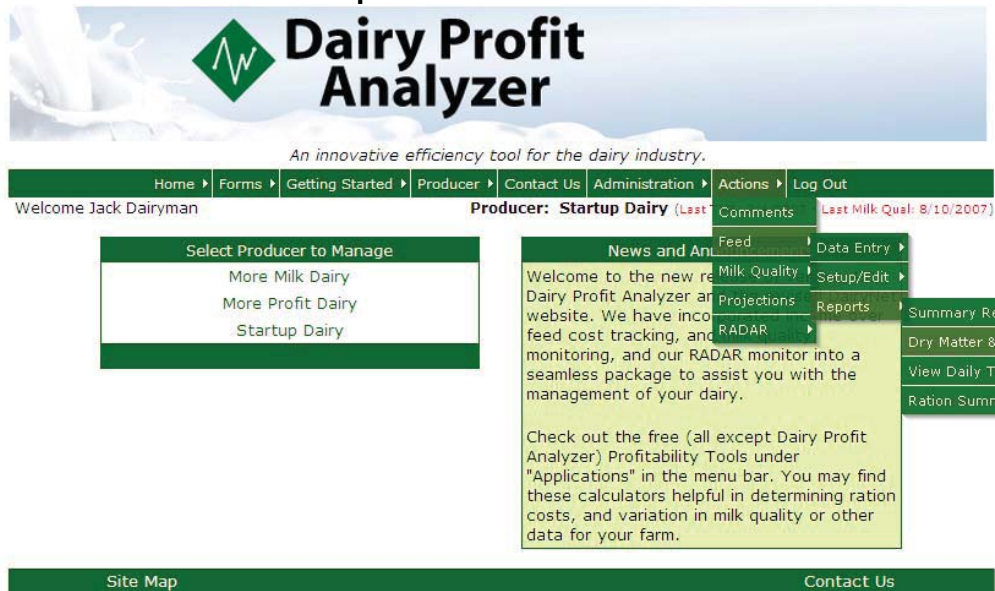 Dairy Profit
Analyzer
An innovative efficiency tool for the dairy industry.
Home Forms Getting Started Producer Contact Us Administration Actions Log Out
Welcome Jack Dairyman
Producer: Startup Dairy (Last Last Milk Qual: 8/10/2007)
Comments
Feed
Milk Quality
Projections
RADAR
Data Entry
Setup/Edit
Reports
Summary Re
Dry Matter &
View Daily T
Ration Summ
Select Producer to Manage
More Milk Dairy
More Profit Dairy
Startup Dairy
News and An
Welcome to the new re
Dairy Profit Analyzer an
website. We have inco
feed cost tracking, and
monitoring, and our RADAR monitor into a
seamless package to assist you with the
management of your dairy.
Check out the free (all except Dairy Profit
Analyzer) Profitability Tools under
"Applications" in the menu bar. You may find
these calculators helpful in determining ration
costs, and variation in milk quality or other
data for your farm.
Site Map
Contact Us